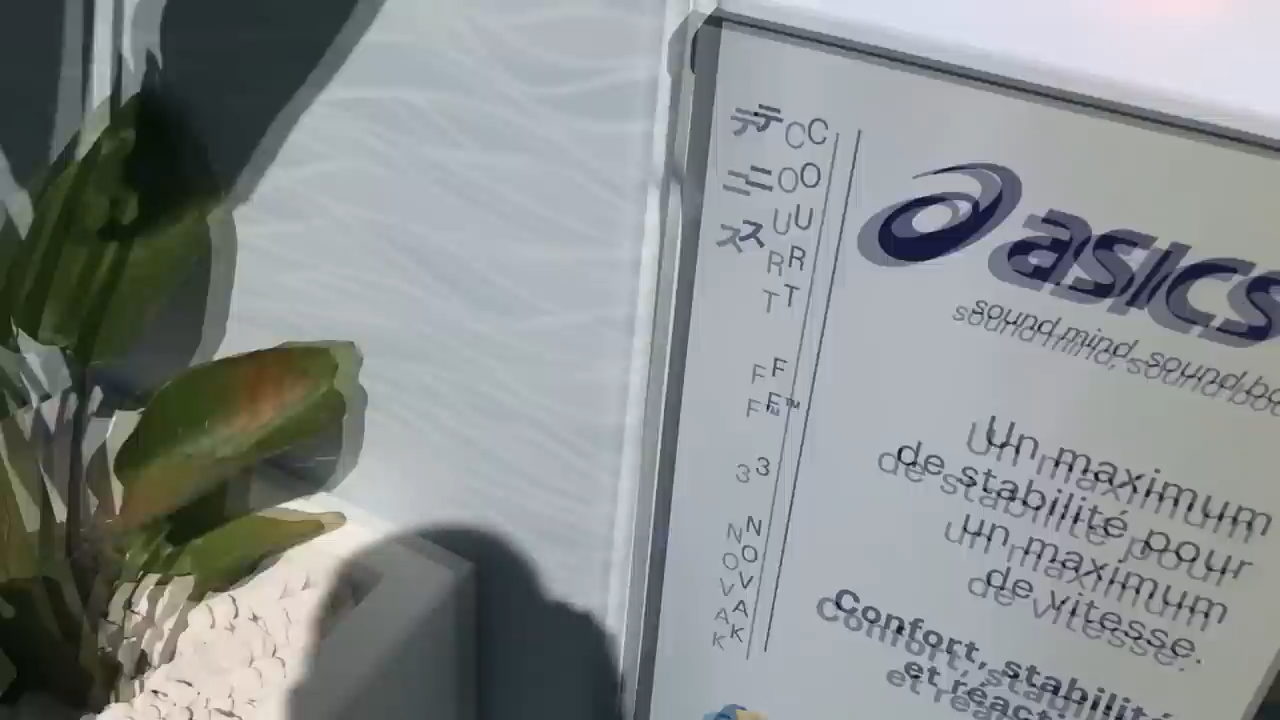 テニス
COURT FF™ 3 NOVAK
asics
sound mind, sound bo
Un maximum
de stabilité pour
un maximum
de vitesse.
Confort, stabilité
et réacti